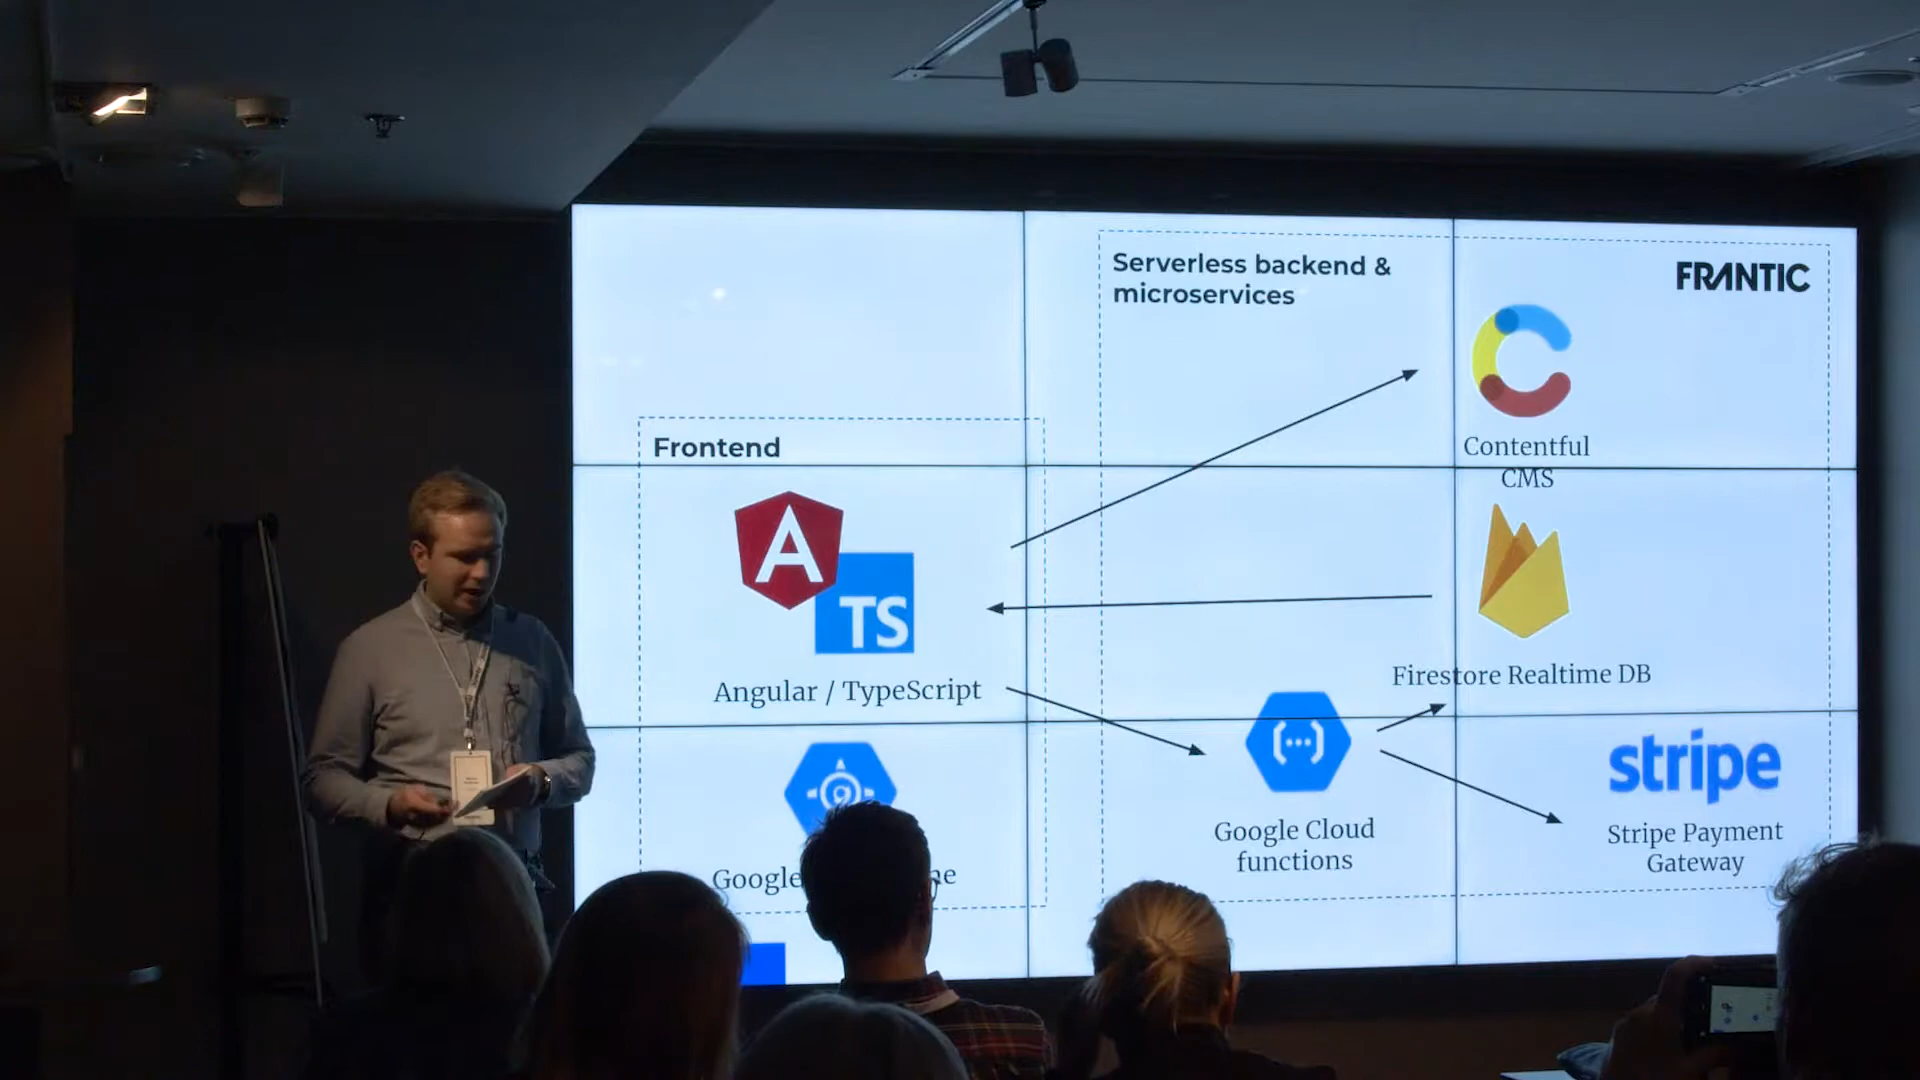 Serverless backend &
microservices
FRANTIC
Contentful
CMS
Frontend
A
TS
Angular / TypeScript
Firestore Realtime DB
Google
ne
Google Cloud
functions
stripe
Stripe Payment
Gateway